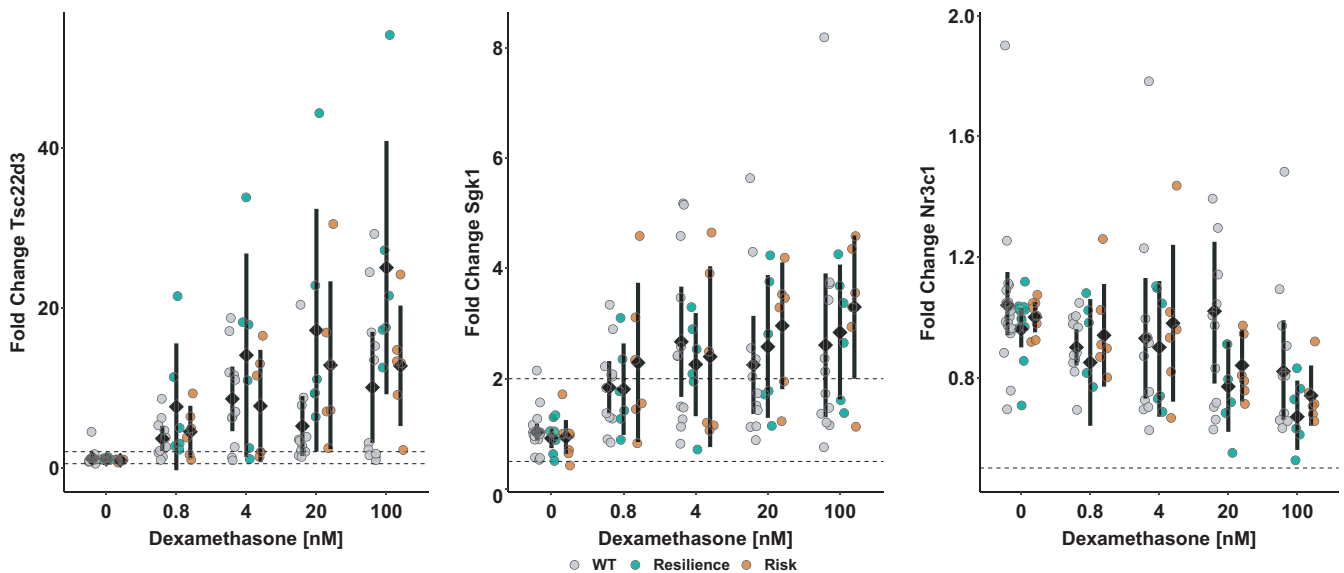 Fold Change Tsc22d3
40
20
0
0 0.8 4 20 100
Dexamethasone [nM]
Fold Change Sgk1
8
6
4
2
0
0 0.8 4 20 100
Dexamethasone [nM]
Fold Change Nr3c1
2.0
1.6
1.2
0.8
0 0.8 4 20 100
Dexamethasone [nM]
WT Resilience Risk